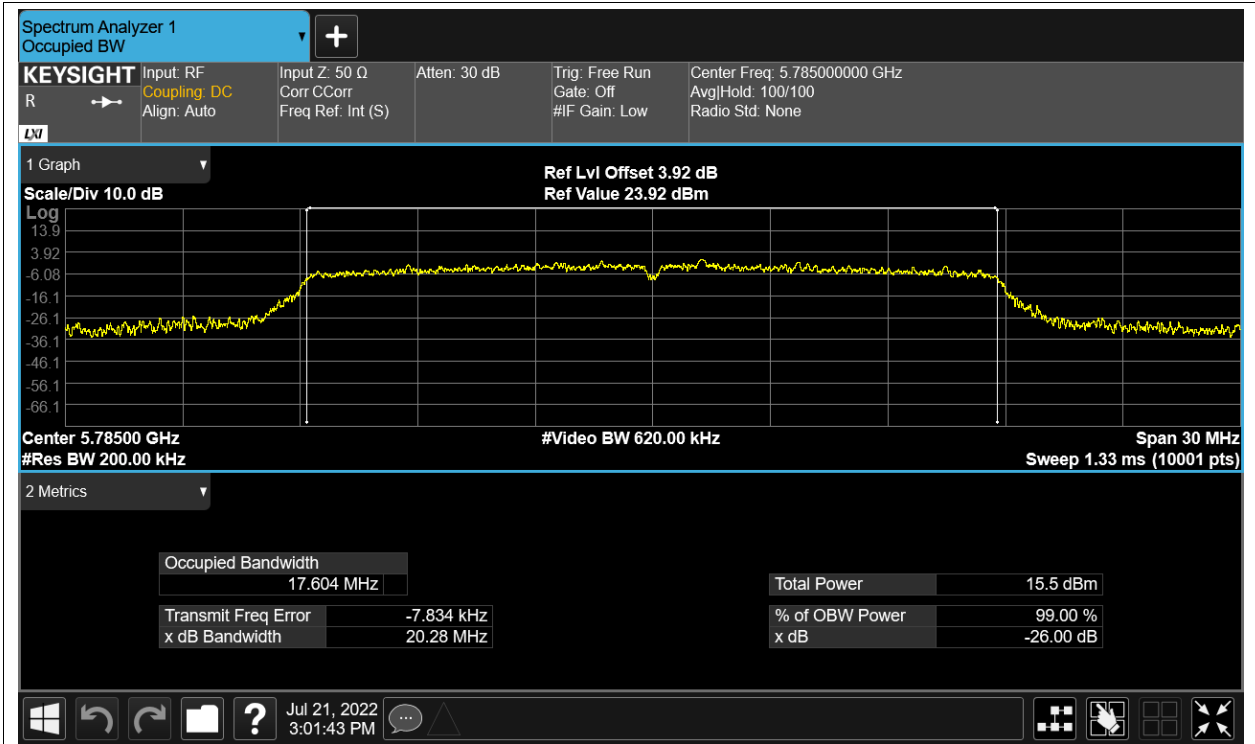 Spectrum Analyzer 1
Occupied BW
+
KEYSIGHT
R
LXI
Input: RF
Coupling: DC
Align: Auto
Input Z: 50 Ω
Corr CCorr
Freq Ref: Int (S)
Atten: 30 dB
Trig: Free Run
Gate: Off
#IF Gain: Low
Center Freq: 5.785000000 GHz
Avg|Hold: 100/100
Radio Std: None
1 Graph
Scale/Div 10.0 dB
Ref Lvl Offset 3.92 dB
Ref Value 23.92 dBm
Log
13.9
3.92
-6.08
-16.1
-26.1
-36.1
-46.1
-56.1
-66.1
Center 5.78500 GHz
#Video BW 620.00 kHz
Span 30 MHz
#Res BW 200.00 kHz
Sweep 1.33 ms (10001 pts)
2 Metrics
Occupied Bandwidth
17.604 MHz
Total Power 15.5 dBm
Transmit Freq Error -7.834 kHz
% of OBW Power 99.00 %
x dB Bandwidth 20.28 MHz
x dB -26.00 dB
?
Jul 21, 2022
3:01:43 PM